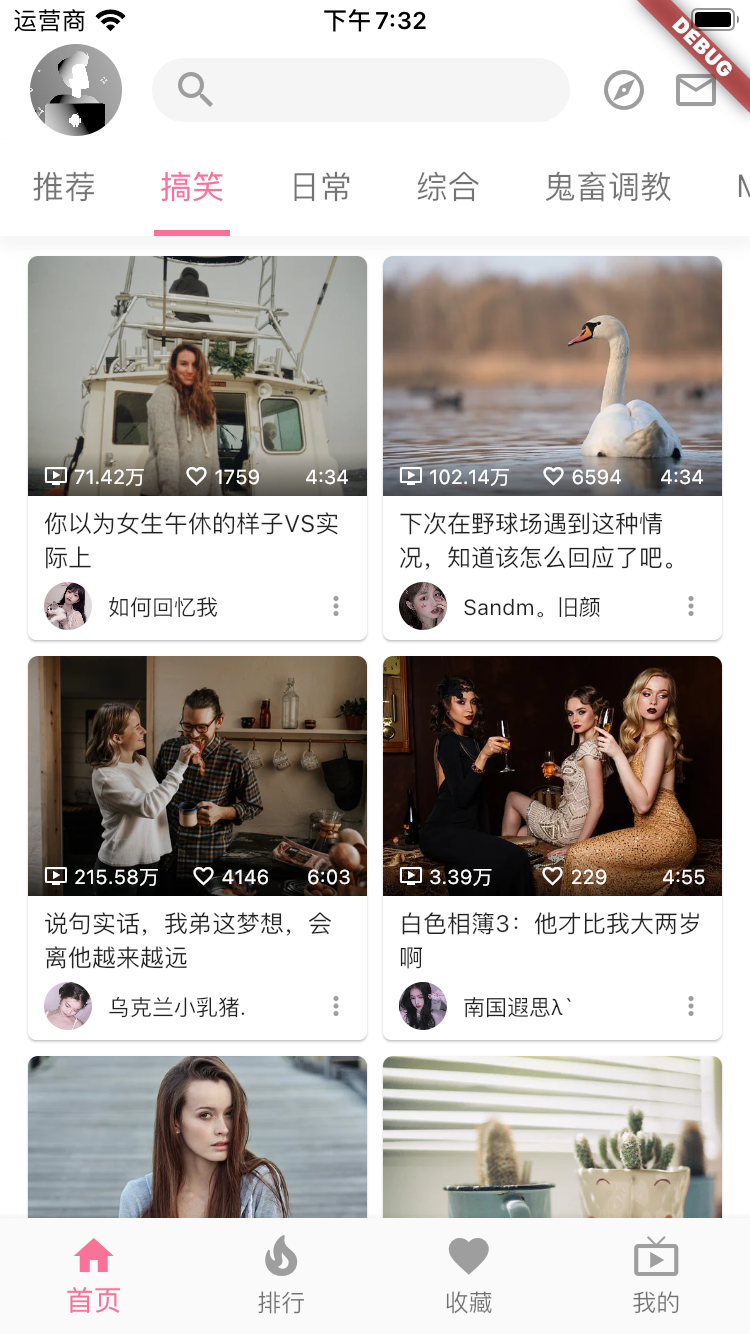 运营商
下午7:32
DEBUG
推荐
搞笑
日常
综合
鬼畜调教
71.42万
1759
4:34
102.14万
6594
4:34
你以为女生午休的样子VS实
际上
下次在野球场遇到这种情
况，知道该怎么回应了吧。
如何回忆我
Sandm。旧颜
215.58万
4146
6:03
3.39万
229
4:55
说句实话，我弟这梦想，会
离他越来越远
白色相簿3：他才比我大两岁
啊
乌克兰小乳猪.
南国遐思λ`
首页
排行
收藏
我的